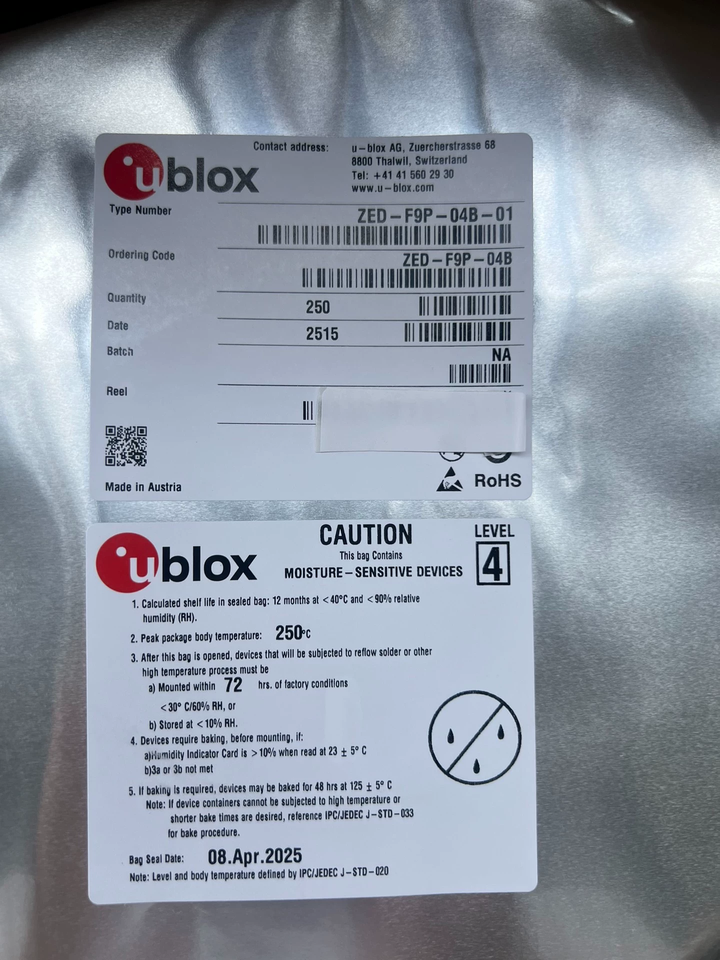 ublox
Contact address: u-blox AG, Zuercherstrasse 68
8800 Thalwil, Switzerland
Tel: +41 41 560 29 30
www.u-blox.com
Type Number
ZED-F9P-04B-01
Ordering Code
ZED-F9P-04B
Quantity 250
Date 2515
Batch NA
Reel
Made in Austria
RoHS
ublox
CAUTION
This bag Contains
MOISTURE-SENSITIVE DEVICES
LEVEL
4
1. Calculated shelf life in sealed bag: 12 months at <40°C and <90% relative
humidity (RH).
2. Peak package body temperature: 250°C
3. After this bag is opened, devices that will be subjected to reflow solder or other
high temperature process must be
a) Mounted within 72 hrs. of factory conditions
<30° C/60% RH, or
b) Stored at <10% RH.
4. Devices require baking, before mounting, if:
a)Humidity Indicator Card is >10% when read at 23 ± 5° C
b)3a or 3b not met
5. If baking is required, devices may be baked for 48 hrs at 125 ± 5° C
Note: If device containers cannot be subjected to high temperature or
shorter bake times are desired, reference IPC/JEDEC J-STD-033
for bake procedure.
Bag Seal Date: 08.Apr.2025
Note: Level and body temperature defined by IPC/JEDEC J-STD-020